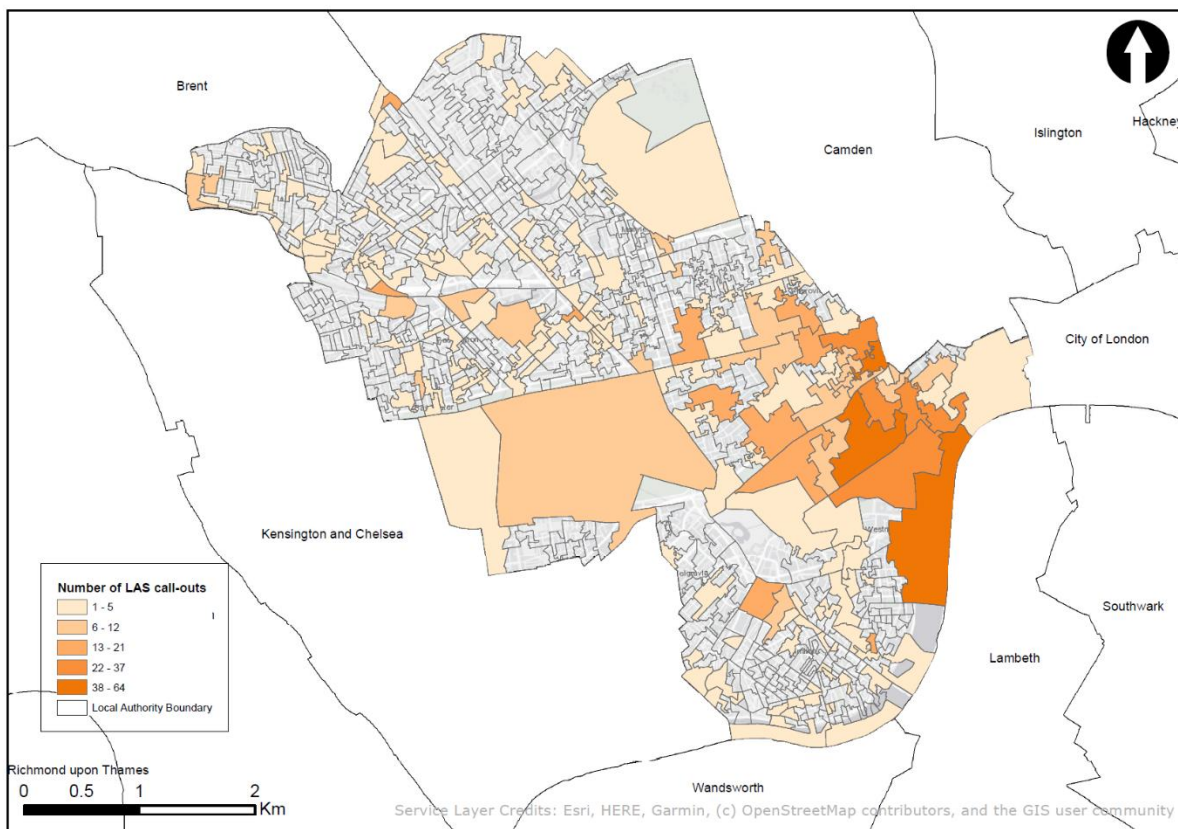 Brent
Camden
Islington
Hackney
City of London
Kensington and Chelsea
Southwark
Lambeth
Wandsworth
Number of LAS call-outs
1 - 5
6 - 12
13 - 21
22 - 37
38 - 64
Local Authority Boundary
Richmond upon Thames
0 0.5 1 2
Km
Service Layer Credits: Esri, HERE, Garmin, (c) OpenStreetMap contributors, and the GIS user community